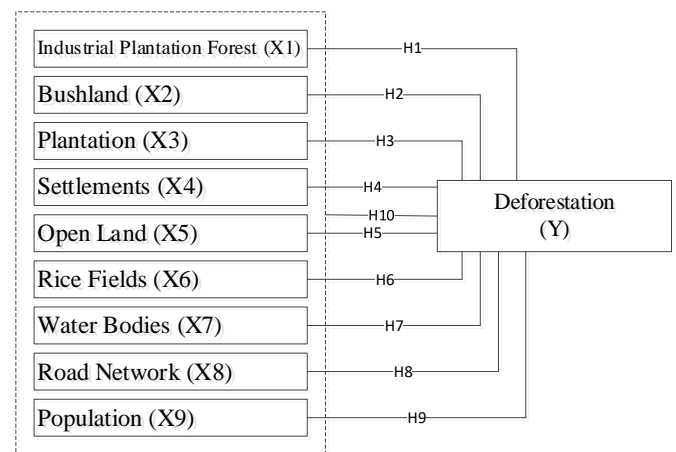 Industrial Plantation Forest (X1)
H1
Bushland (X2)
H2
Plantation (X3)
H3
Settlements (X4)
H4
Deforestation
(Y)
H10
Open Land (X5)
H5
Rice Fields (X6)
H6
Water Bodies (X7)
H7
Road Network (X8)
H8
Population (X9)
H9